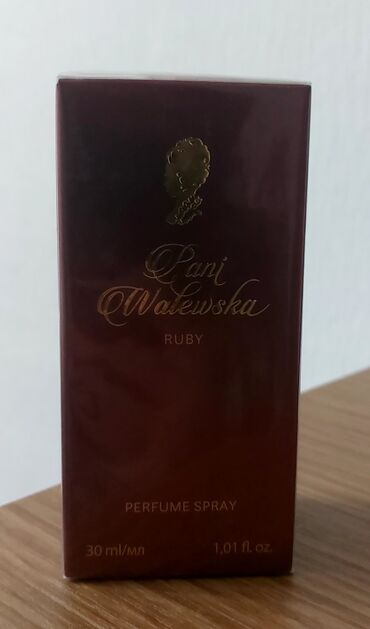 Pani
Walewska
RUBY
PERFUME SPRAY
30 ml/мл 1,01 fl. oz.